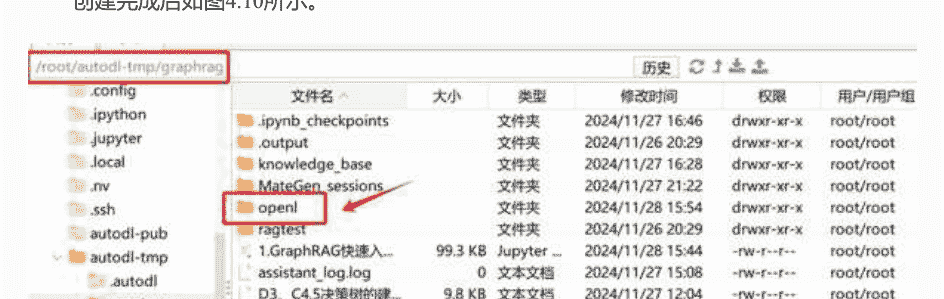 创建完成后如图4.10所示。
/root/autodl-tmp/graphrag
历史
.config
.ipython
.jupyter
.local
.nv
.ssh
autodl-pub
autodl-tmp
.autodl
文件名 大小 类型 修改时间 权限 用户/用户组
.ipynb_checkpoints 文件夹 2024/11/27 16:46 drwxr-xr-x root/root
.output 文件夹 2024/11/26 20:29 drwxr-xr-x root/root
knowledge_base 文件夹 2024/11/27 16:28 drwxr-xr-x root/root
MateGen_sessions 文件夹 2024/11/27 21:22 drwxr-xr-x root/root
openl 文件夹 2024/11/28 15:54 drwxr-xr-x root/root
ragtest 文件夹 2024/11/26 20:29 drwxr-xr-x root/root
1.GraphRAG快速入... 99.3 KB Jupyter ... 2024/11/28 15:44 -rw-r--r-- root/root
assistant_log.log 0 文本文档 2024/11/27 15:08 -rw-r--r-- root/root
D3、C4.5决策树的建... 9.8 KB 文本文档 2024/11/27 12:04 -rw-r--r-- root/root